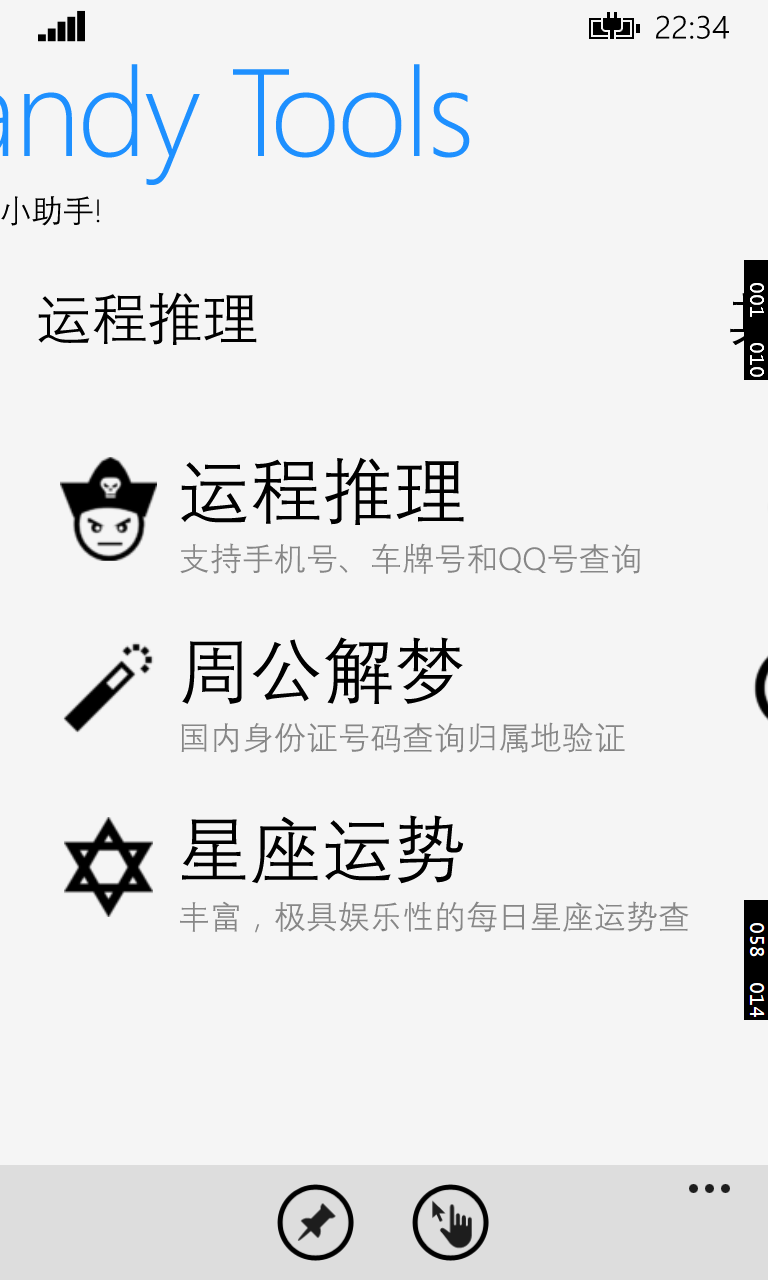 22:34
andy Tools
小助手!
运程推理
001 010
运程推理
支持手机号、车牌号和QQ号查询
周公解梦
国内身份证号码查询归属地验证
星座运势
丰富，极具娱乐性的每日星座运势查
058 014